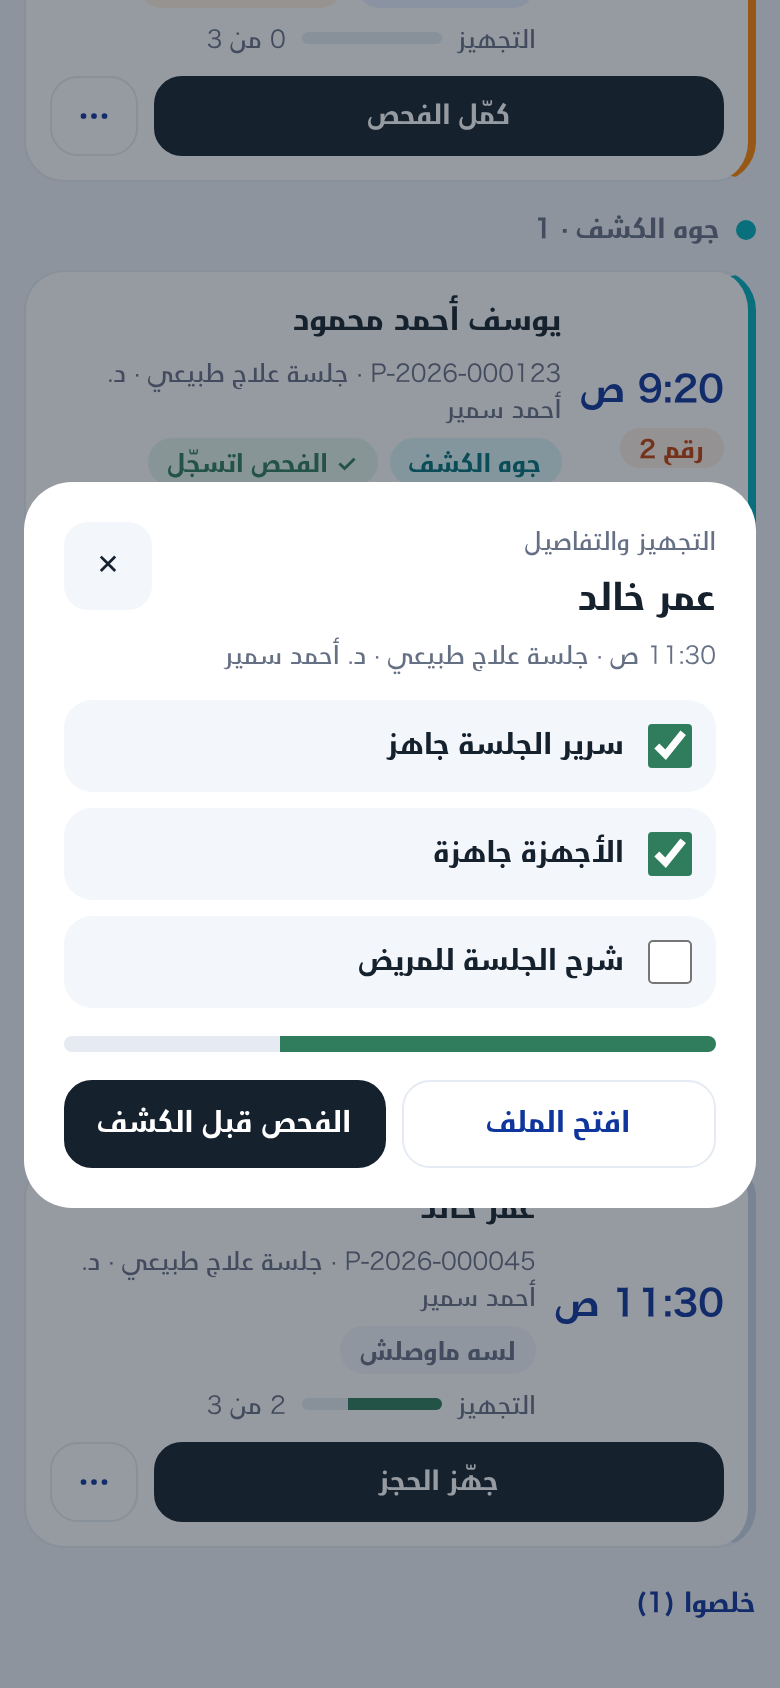 التجهيز 0 من 3
كمّل الفحص
...
جوه الكشف · 1
يوسف أحمد محمود
9:20 ص
P-2026-000123 · جلسة علاج طبيعي · د. أحمد سمير
رقم 2
جوه الكشف
✓ الفحص اتسجّل
التجهيز والتفاصيل
×
عمر خالد
11:30 ص · جلسة علاج طبيعي · د. أحمد سمير
سرير الجلسة جاهز
الأجهزة جاهزة
شرح الجلسة للمريض
افتح الملف
الفحص قبل الكشف
عمر خالد
11:30 ص
P-2026-000045 · جلسة علاج طبيعي · د. أحمد سمير
لسه ماوصلش
التجهيز 2 من 3
جهّز الحجز
...
خلصوا (1)